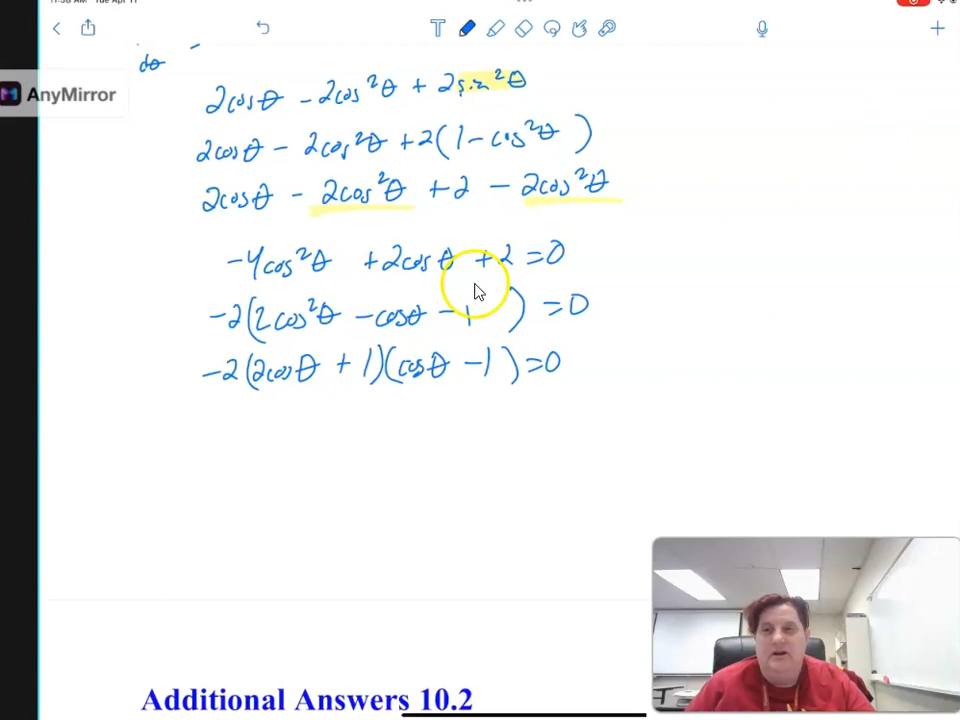 AnyMirror
dθ
2cosθ - 2cos²θ + 2sin²θ
2cosθ - 2cos²θ + 2(1 - cos²θ)
2cosθ - 2cos²θ + 2 - 2cos²θ
-4cos²θ + 2cosθ + 2 = 0
-2(2cos²θ - cosθ - 1) = 0
-2(2cosθ + 1)(cosθ - 1) = 0
Additional Answers 10.2